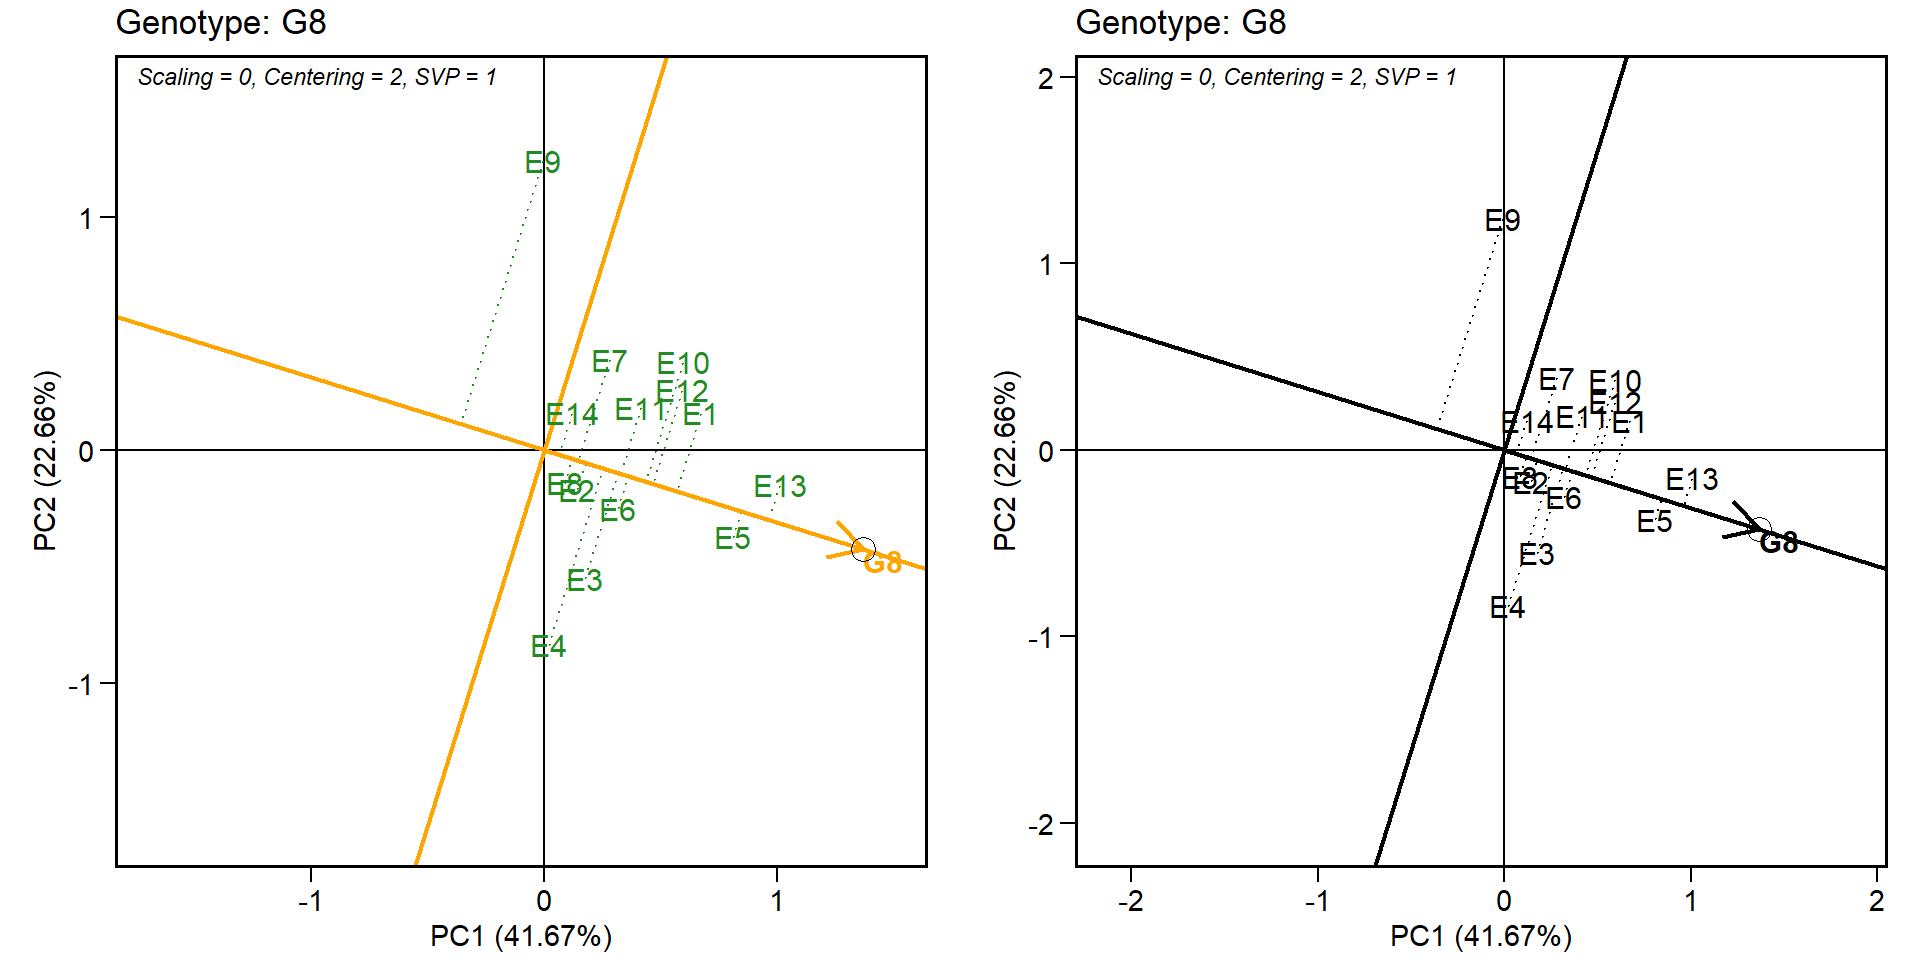 Genotype: G8
Scaling = 0, Centering = 2, SVP = 1
E9
E7
E10
E12
E14
E11
E1
E8
E2
E13
E6
E5
G8
E3
E4
1
0
-1
-1
0
1
PC2 (22.66%)
PC1 (41.67%)
Genotype: G8
Scaling = 0, Centering = 2, SVP = 1
E9
E7
E10
E12
E14
E11
E1
E8
E2
E13
E6
E5
G8
E3
E4
2
1
0
-1
-2
-2
-1
0
1
2
PC2 (22.66%)
PC1 (41.67%)